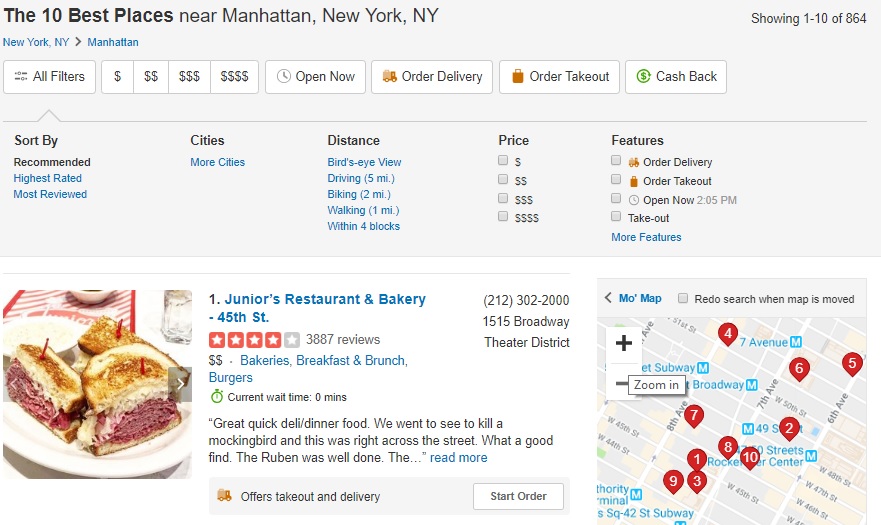 The 10 Best Places near Manhattan, New York, NY
Showing 1-10 of 864
New York, NY > Manhattan
All Filters $ $$ $$$ $$$$ Open Now Order Delivery Order Takeout Cash Back
Sort By
Recommended
Highest Rated
Most Reviewed
Cities
More Cities
Distance
Bird's-eye View
Driving (5 mi.)
Biking (2 mi.)
Walking (1 mi.)
Within 4 blocks
Price
$
$$
$$$
$$$$
Features
Order Delivery
Order Takeout
Open Now 2:05 PM
Take-out
More Features
1. Junior's Restaurant & Bakery
- 45th St.
3887 reviews
$$ · Bakeries, Breakfast & Brunch,
Burgers
Current wait time: 0 mins
(212) 302-2000
1515 Broadway
Theater District
“Great quick deli/dinner food. We went to see to kill a
mockingbird and this was right across the street. What a good
find. The Ruben was well done. The…” read more
Offers takeout and delivery
Start Order
Mo' Map
Redo search when map is moved
+
−
Zoom in
W 51st St
7 Avenue M
et Subway M
Broadway M
8th Ave
7th Ave
6th Ave
W 50th St
M 49 S
50 Streets
Center M
W 45th St
W 44th St
W 48th St
W 47th St
W 46th St
W 45th St
thority
rminal M
s Sq-42 St Subway
4
5
6
7
2
8
1
10
9
3